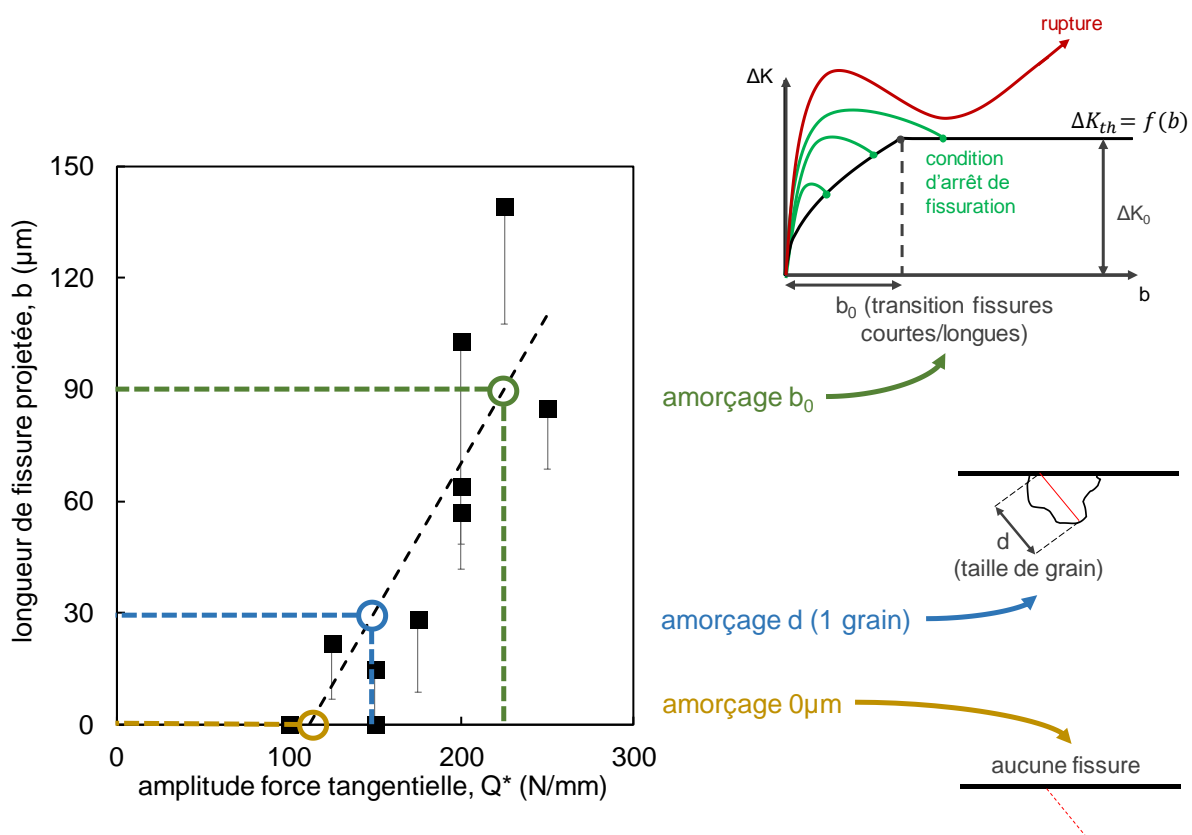 rupture
ΔK
ΔK_th = f(b)
condition
d'arrêt de
fissuration
ΔK₀
b
b₀ (transition fissures
courtes/longues)
longueur de fissure projetée, b (µm)
150
120
90
60
30
0
0
100
200
300
amplitude force tangentielle, Q* (N/mm)
amorçage b₀
d
(taille de grain)
amorçage d (1 grain)
amorçage 0µm
aucune fissure